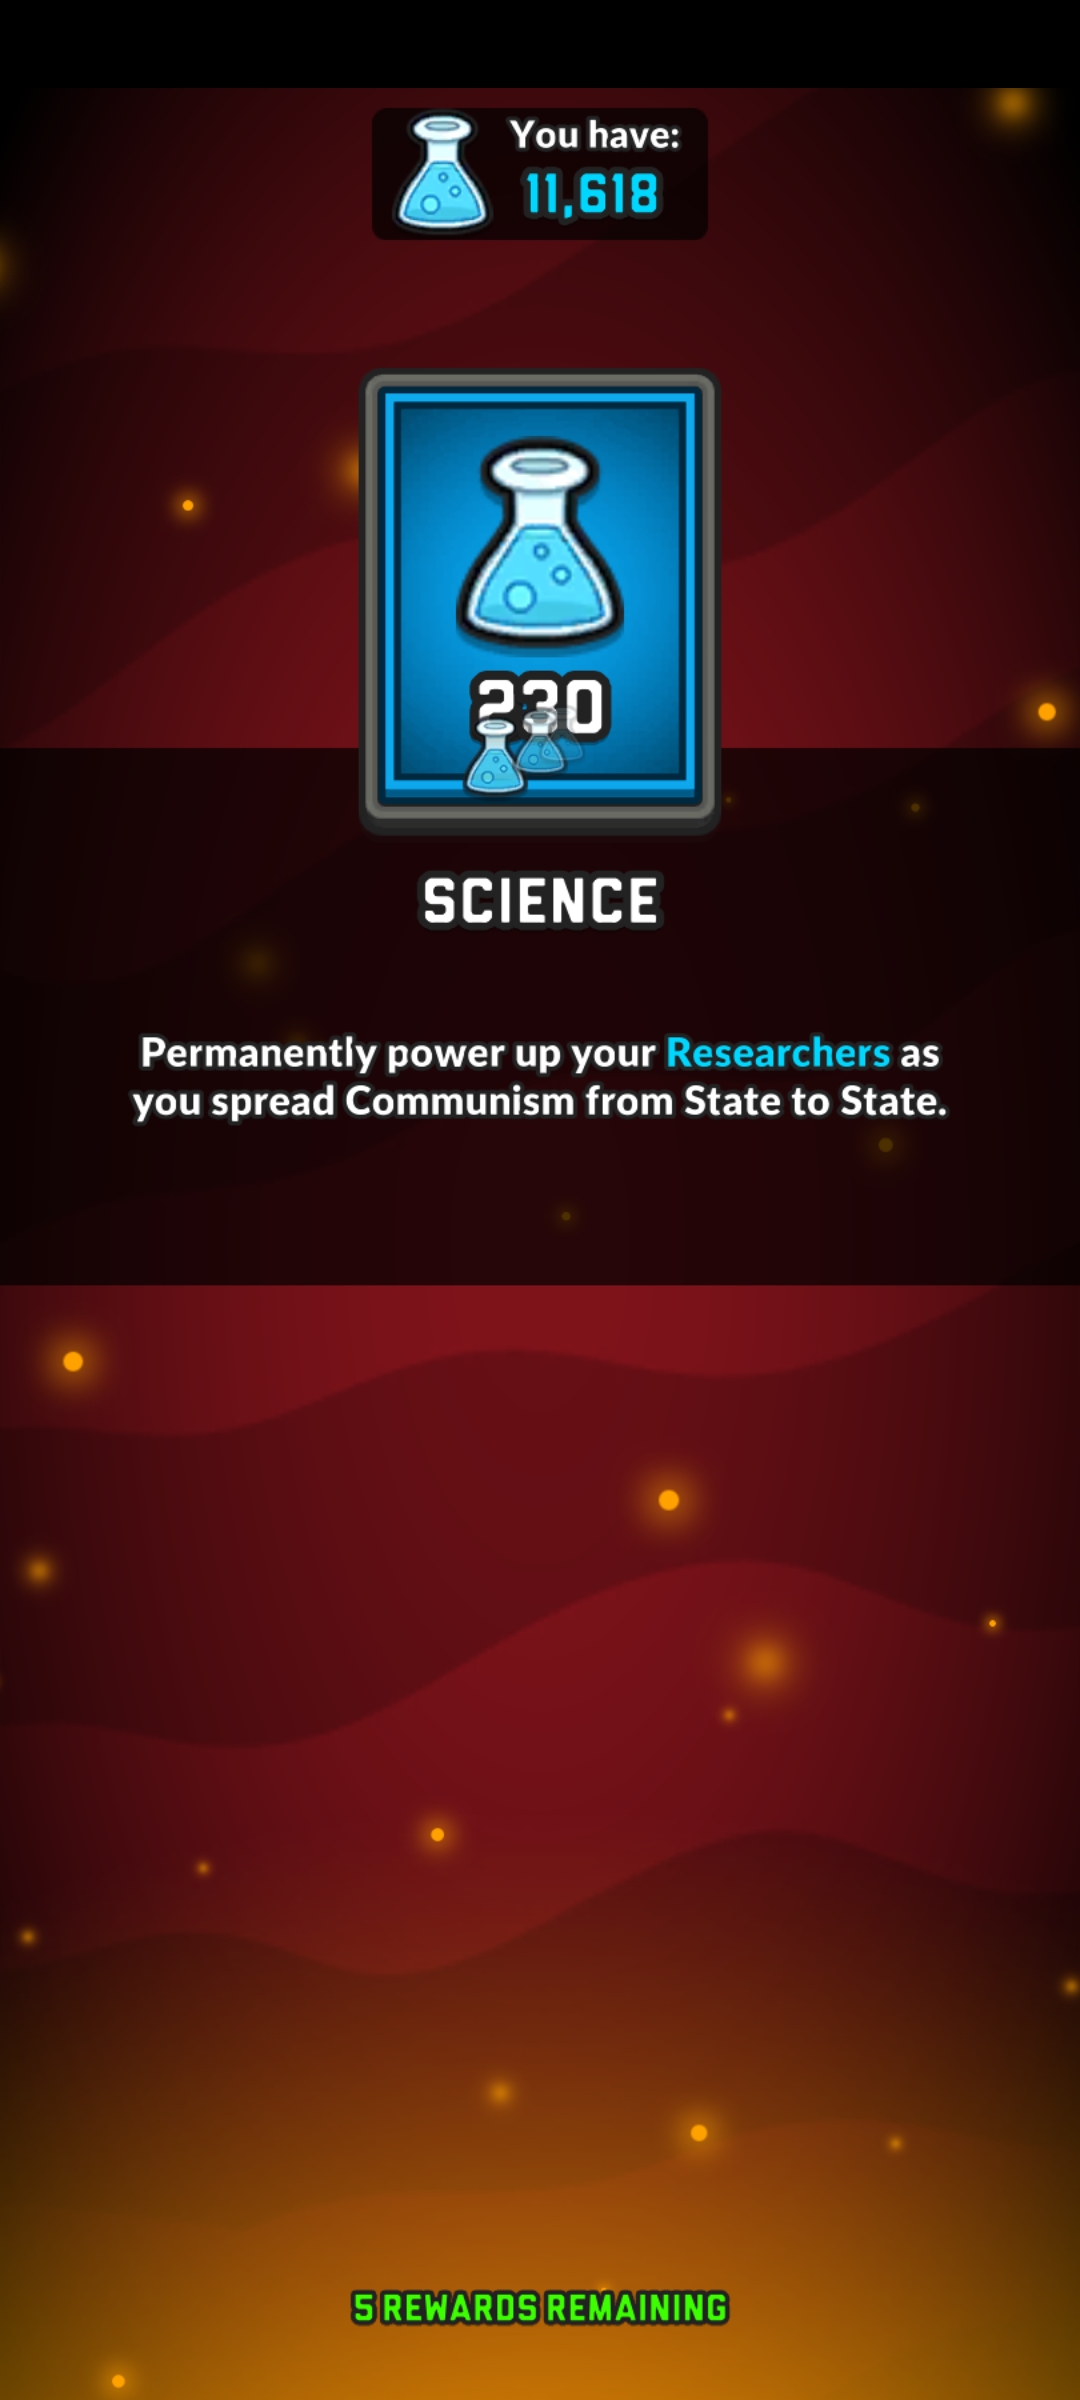 You have:
11,618
230
SCIENCE
Permanently power up your Researchers as
you spread Communism from State to State.
5 REWARDS REMAINING